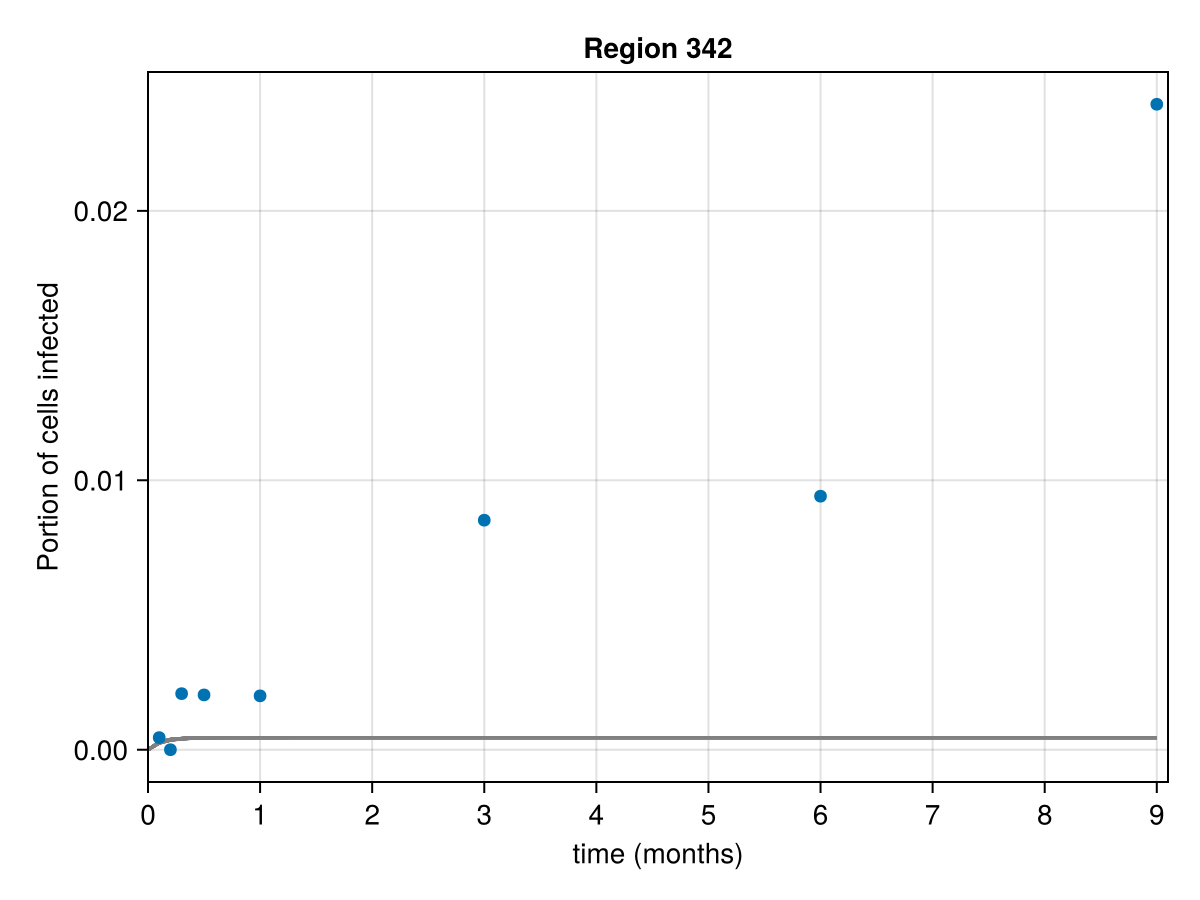 Region 342
Portion of cells infected
0.02
0.01
0.00
0 1 2 3 4 5 6 7 8 9
time (months)